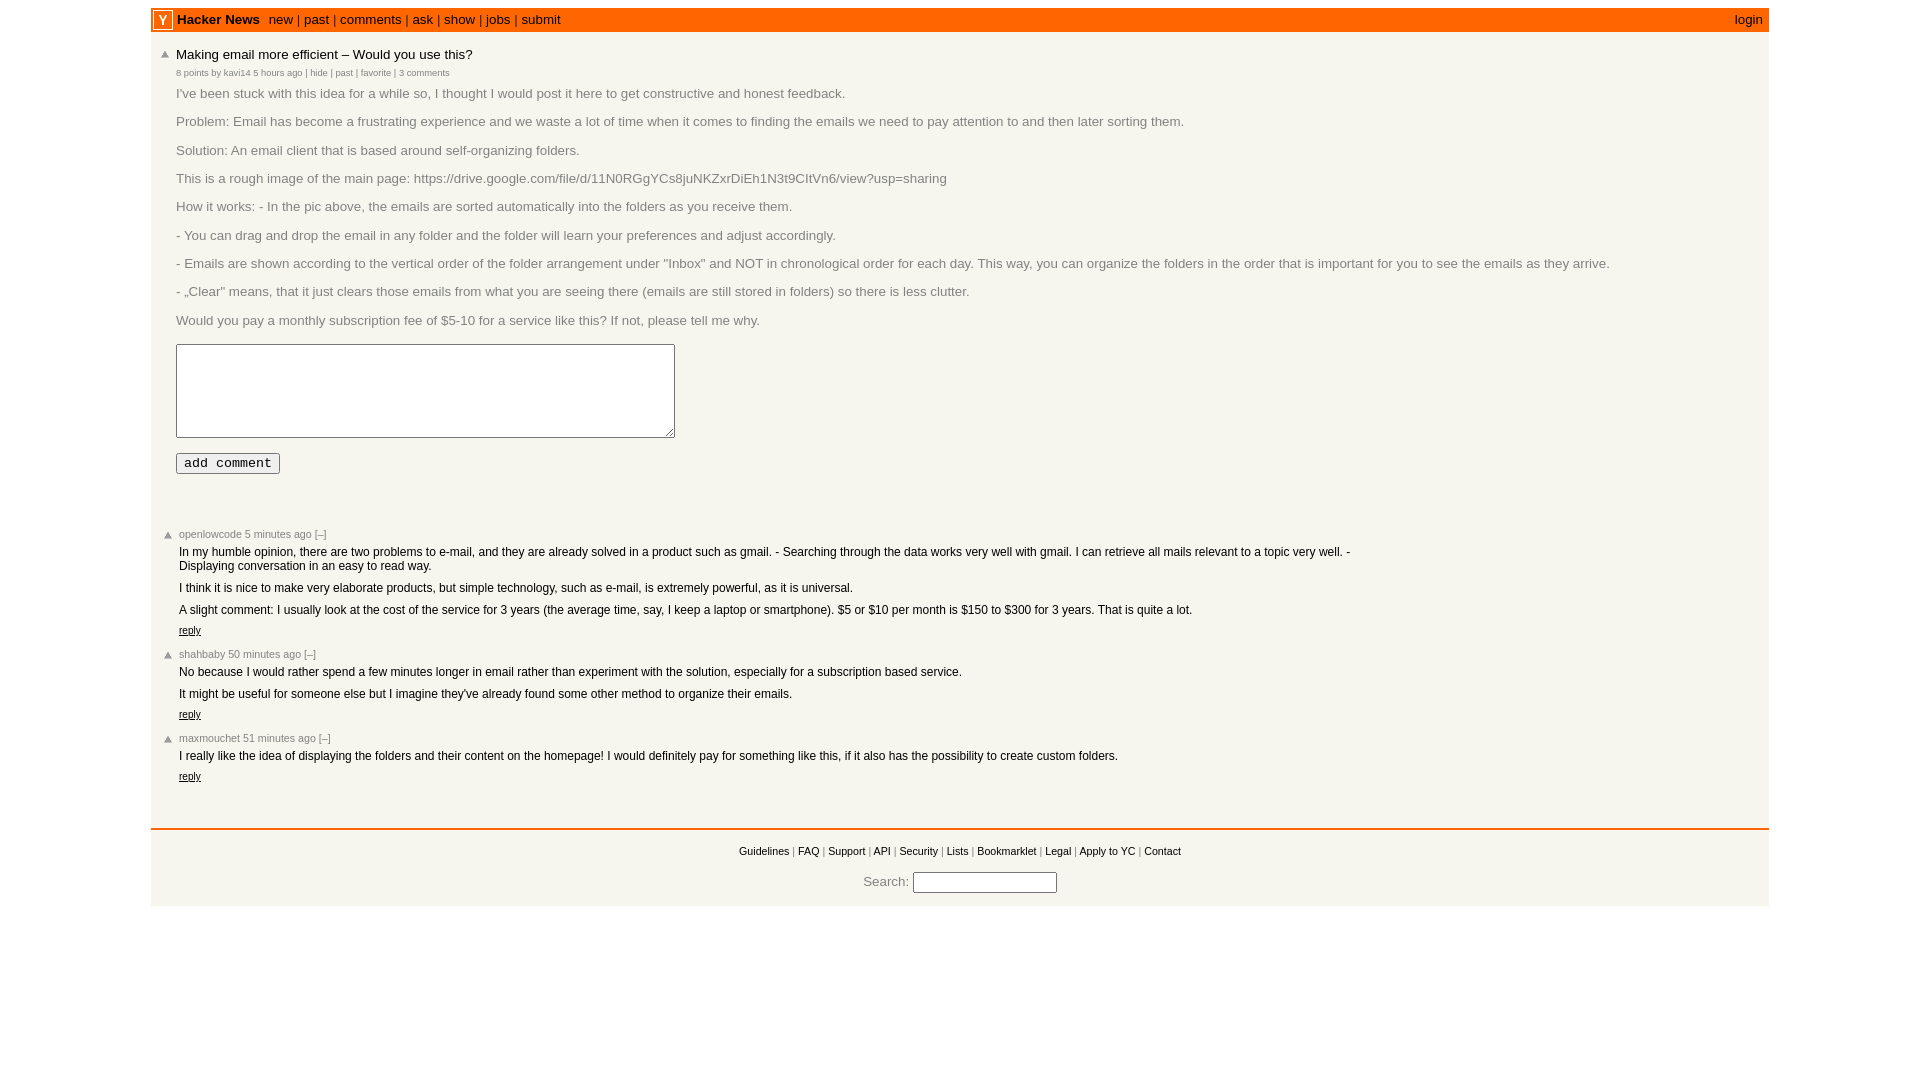 Y Hacker News new | past | comments | ask | show | jobs | submit login
Making email more efficient – Would you use this?
8 points by kavi14 5 hours ago | hide | past | favorite | 3 comments
I've been stuck with this idea for a while so, I thought I would post it here to get constructive and honest feedback.
Problem: Email has become a frustrating experience and we waste a lot of time when it comes to finding the emails we need to pay attention to and then later sorting them.
Solution: An email client that is based around self-organizing folders.
This is a rough image of the main page: https://drive.google.com/file/d/11N0RGgYCs8juNKZxrDiEh1N3t9CItVn6/view?usp=sharing
How it works: - In the pic above, the emails are sorted automatically into the folders as you receive them.
- You can drag and drop the email in any folder and the folder will learn your preferences and adjust accordingly.
- Emails are shown according to the vertical order of the folder arrangement under "Inbox" and NOT in chronological order for each day. This way, you can organize the folders in the order that is important for you to see the emails as they arrive.
- „Clear" means, that it just clears those emails from what you are seeing there (emails are still stored in folders) so there is less clutter.
Would you pay a monthly subscription fee of $5-10 for a service like this? If not, please tell me why.
add comment
openlowcode 5 minutes ago [–]
In my humble opinion, there are two problems to e-mail, and they are already solved in a product such as gmail. - Searching through the data works very well with gmail. I can retrieve all mails relevant to a topic very well. -
Displaying conversation in an easy to read way.
I think it is nice to make very elaborate products, but simple technology, such as e-mail, is extremely powerful, as it is universal.
A slight comment: I usually look at the cost of the service for 3 years (the average time, say, I keep a laptop or smartphone). $5 or $10 per month is $150 to $300 for 3 years. That is quite a lot.
reply
shahbaby 50 minutes ago [–]
No because I would rather spend a few minutes longer in email rather than experiment with the solution, especially for a subscription based service.
It might be useful for someone else but I imagine they've already found some other method to organize their emails.
reply
maxmouchet 51 minutes ago [–]
I really like the idea of displaying the folders and their content on the homepage! I would definitely pay for something like this, if it also has the possibility to create custom folders.
reply
Guidelines | FAQ | Support | API | Security | Lists | Bookmarklet | Legal | Apply to YC | Contact
Search: